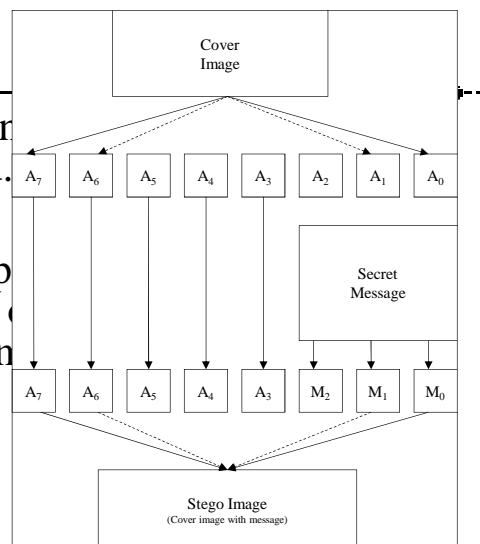 Cover
Image
A₇ A₆ A₅ A₄ A₃ A₂ A₁ A₀
Secret
Message
A₇ A₆ A₅ A₄ A₃ M₂ M₁ M₀
Stego Image
(Cover image with message)